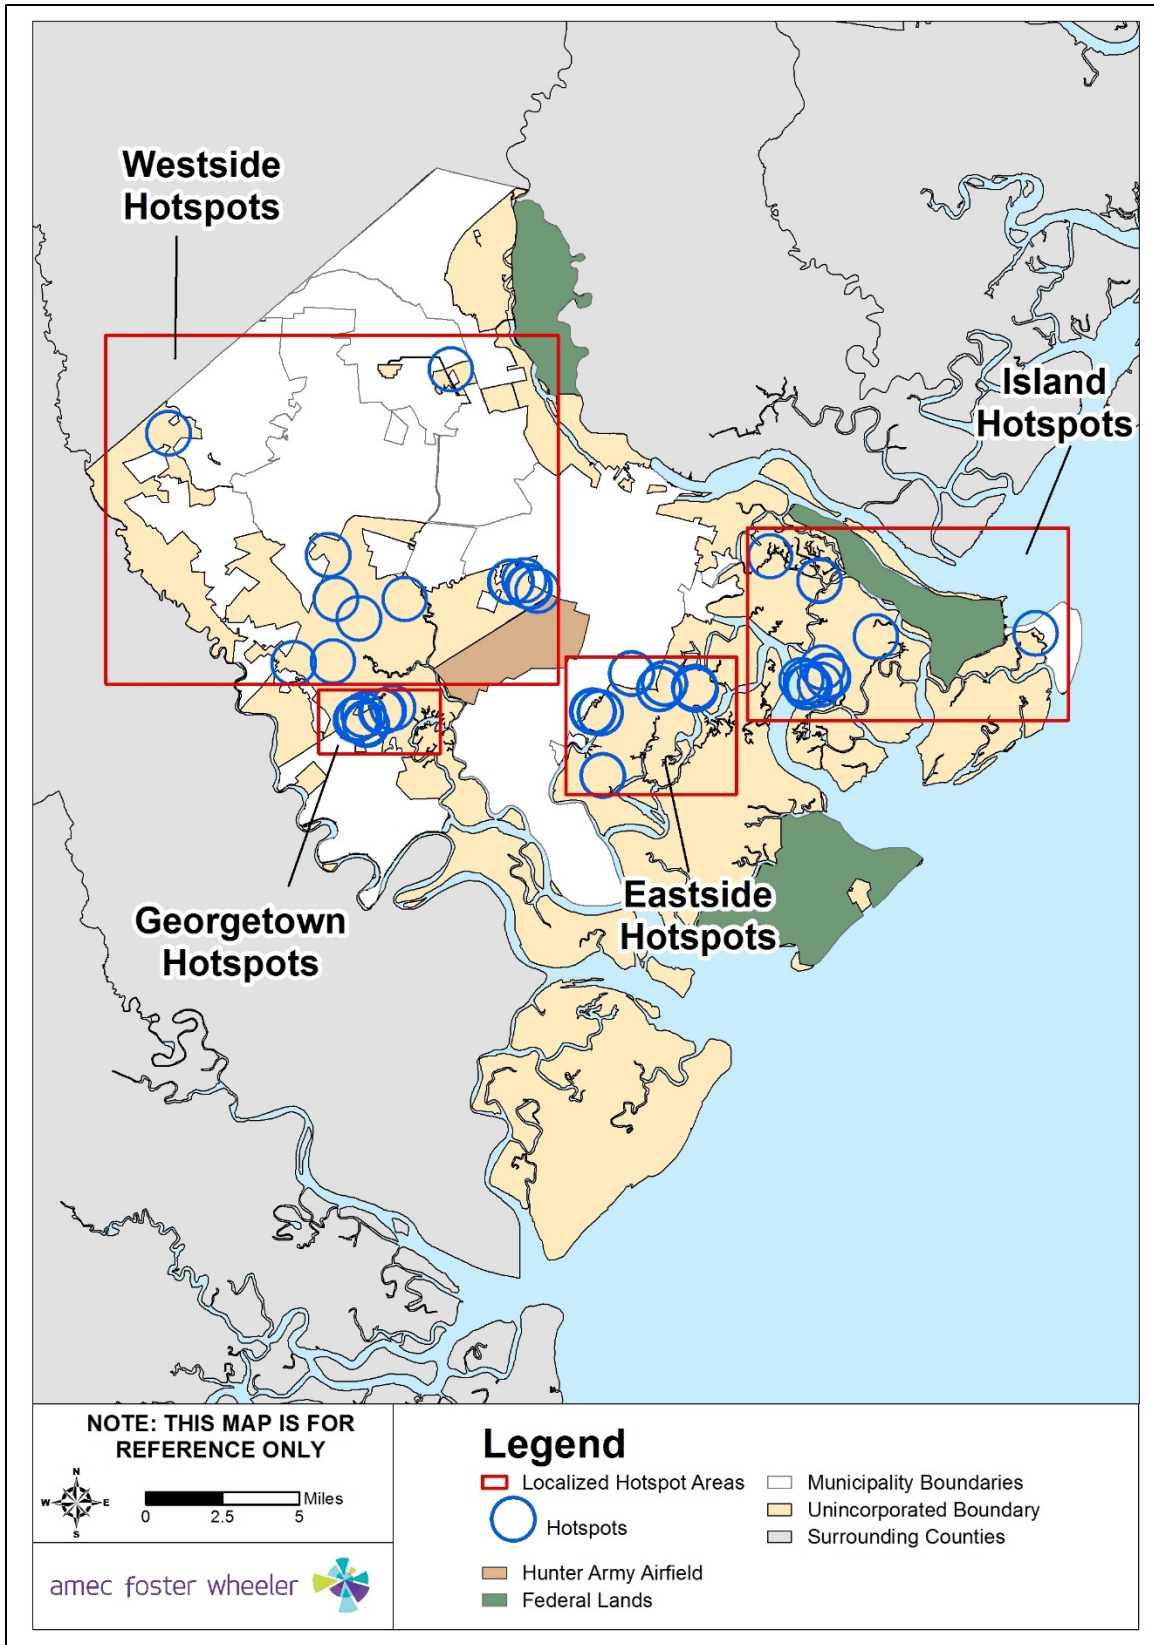 Westside
Hotspots
Island
Hotspots
Georgetown
Hotspots
Eastside
Hotspots
NOTE: THIS MAP IS FOR
REFERENCE ONLY
N
W E
S
Miles
0 2.5 5
amec foster wheeler
Legend
Localized Hotspot Areas
Hotspots
Hunter Army Airfield
Federal Lands
Municipality Boundaries
Unincorporated Boundary
Surrounding Counties